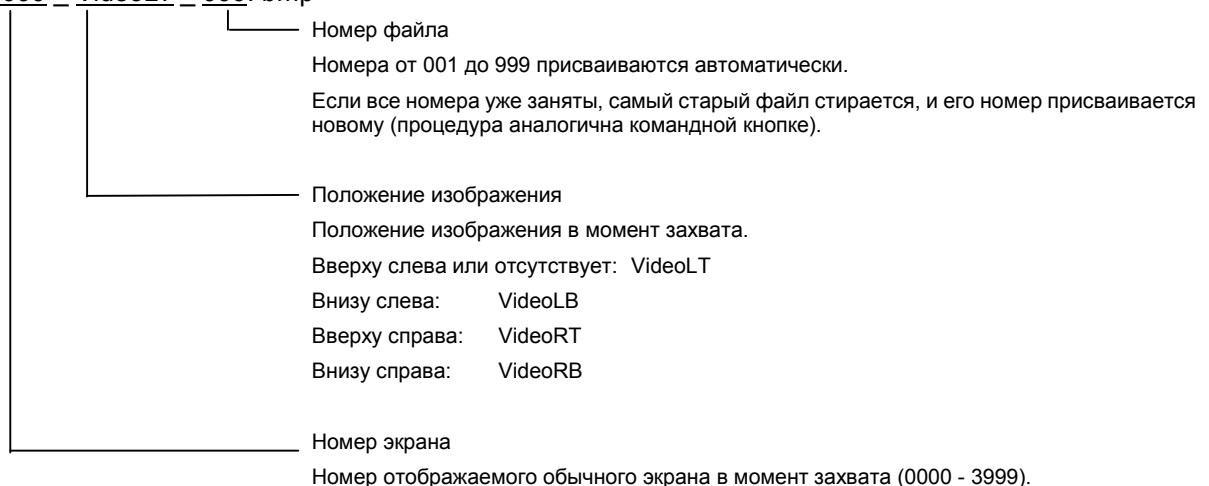 Номер файла
Номера от 001 до 999 присваиваются автоматически.
Если все номера уже заняты, самый старый файл стирается, и его номер присваивается
новому (процедура аналогична командной кнопке).
Положение изображения
Положение изображения в момент захвата.
Вверху слева или отсутствует: VideoLT
Внизу слева: VideoLB
Вверху справа: VideoRT
Внизу справа: VideoRB
Номер экрана
Номер отображаемого обычного экрана в момент захвата (0000 - 3999).